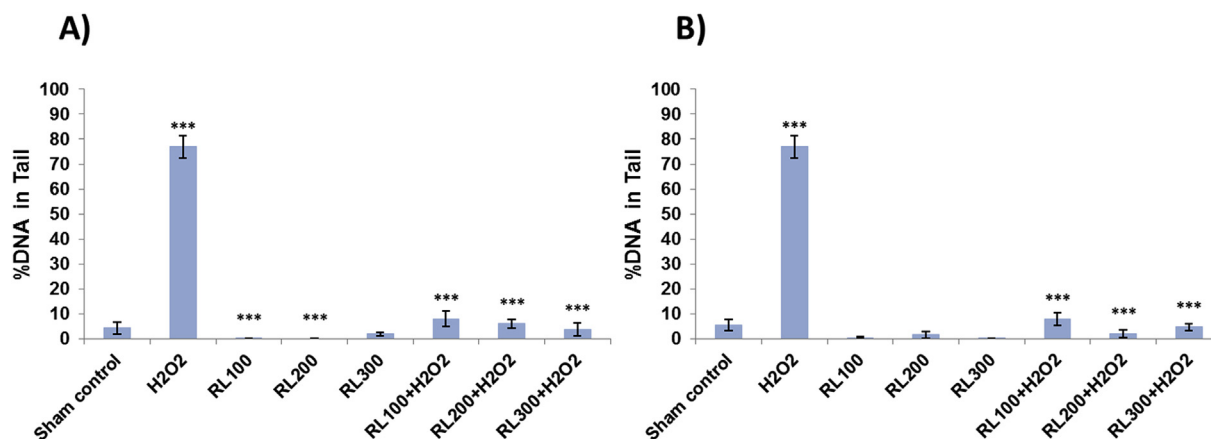 A)
%DNA in Tail
100
90
80
70
60
50
40
30
20
10
0
***
***
***
***
***
***
Sham control
H2O2
RL100
RL200
RL300
RL100+H2O2
RL200+H2O2
RL300+H2O2
B)
%DNA in Tail
100
90
80
70
60
50
40
30
20
10
0
***
***
***
***
Sham control
H2O2
RL100
RL200
RL300
RL100+H2O2
RL200+H2O2
RL300+H2O2